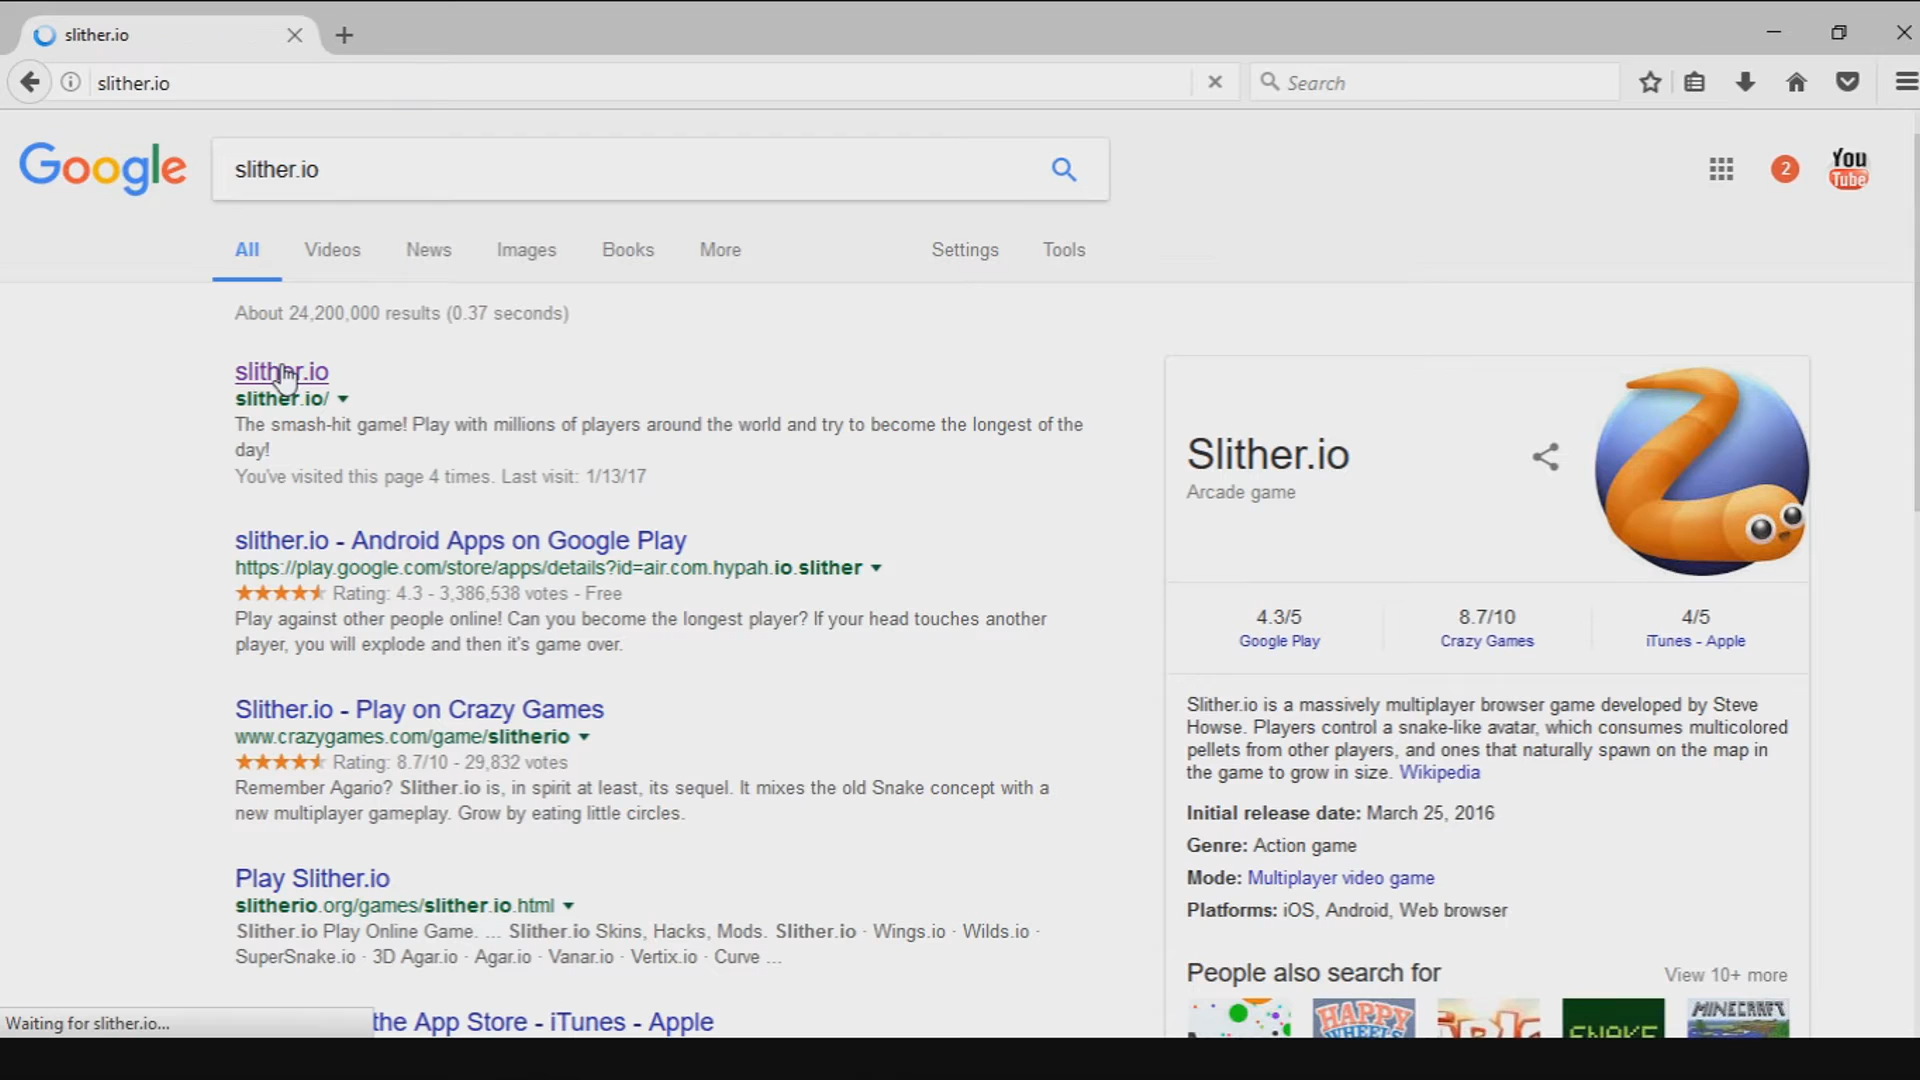 slither.io
slither.io
Search
Google
slither.io
2
You
Tube
All Videos News Images Books More Settings Tools
About 24,200,000 results (0.37 seconds)
slither.io
slither.io/
The smash-hit game! Play with millions of players around the world and try to become the longest of the
day!
You've visited this page 4 times. Last visit: 1/13/17
slither.io - Android Apps on Google Play
https://play.google.com/store/apps/details?id=air.com.hypah.io.slither
Rating: 4.3 - 3,386,538 votes - Free
Play against other people online! Can you become the longest player? If your head touches another
player, you will explode and then it's game over.
Slither.io - Play on Crazy Games
www.crazygames.com/game/slitherio
Rating: 8.7/10 - 29,832 votes
Remember Agario? Slither.io is, in spirit at least, its sequel. It mixes the old Snake concept with a
new multiplayer gameplay. Grow by eating little circles.
Play Slither.io
slitherio.org/games/slither.io.html
Slither.io Play Online Game. ... Slither.io Skins, Hacks, Mods. Slither.io · Wings.io · Wilds.io ·
SuperSnake.io · 3D Agar.io · Agar.io · Vanar.io · Vertix.io · Curve ...
the App Store - iTunes - Apple
Waiting for slither.io...
Slither.io
Arcade game
4.3/5 8.7/10 4/5
Google Play Crazy Games iTunes - Apple
Slither.io is a massively multiplayer browser game developed by Steve
Howse. Players control a snake-like avatar, which consumes multicolored
pellets from other players, and ones that naturally spawn on the map in
the game to grow in size. Wikipedia
Initial release date: March 25, 2016
Genre: Action game
Mode: Multiplayer video game
Platforms: iOS, Android, Web browser
People also search for View 10+ more
HAPPY
WHEELS
SNAKE
MINECRAFT